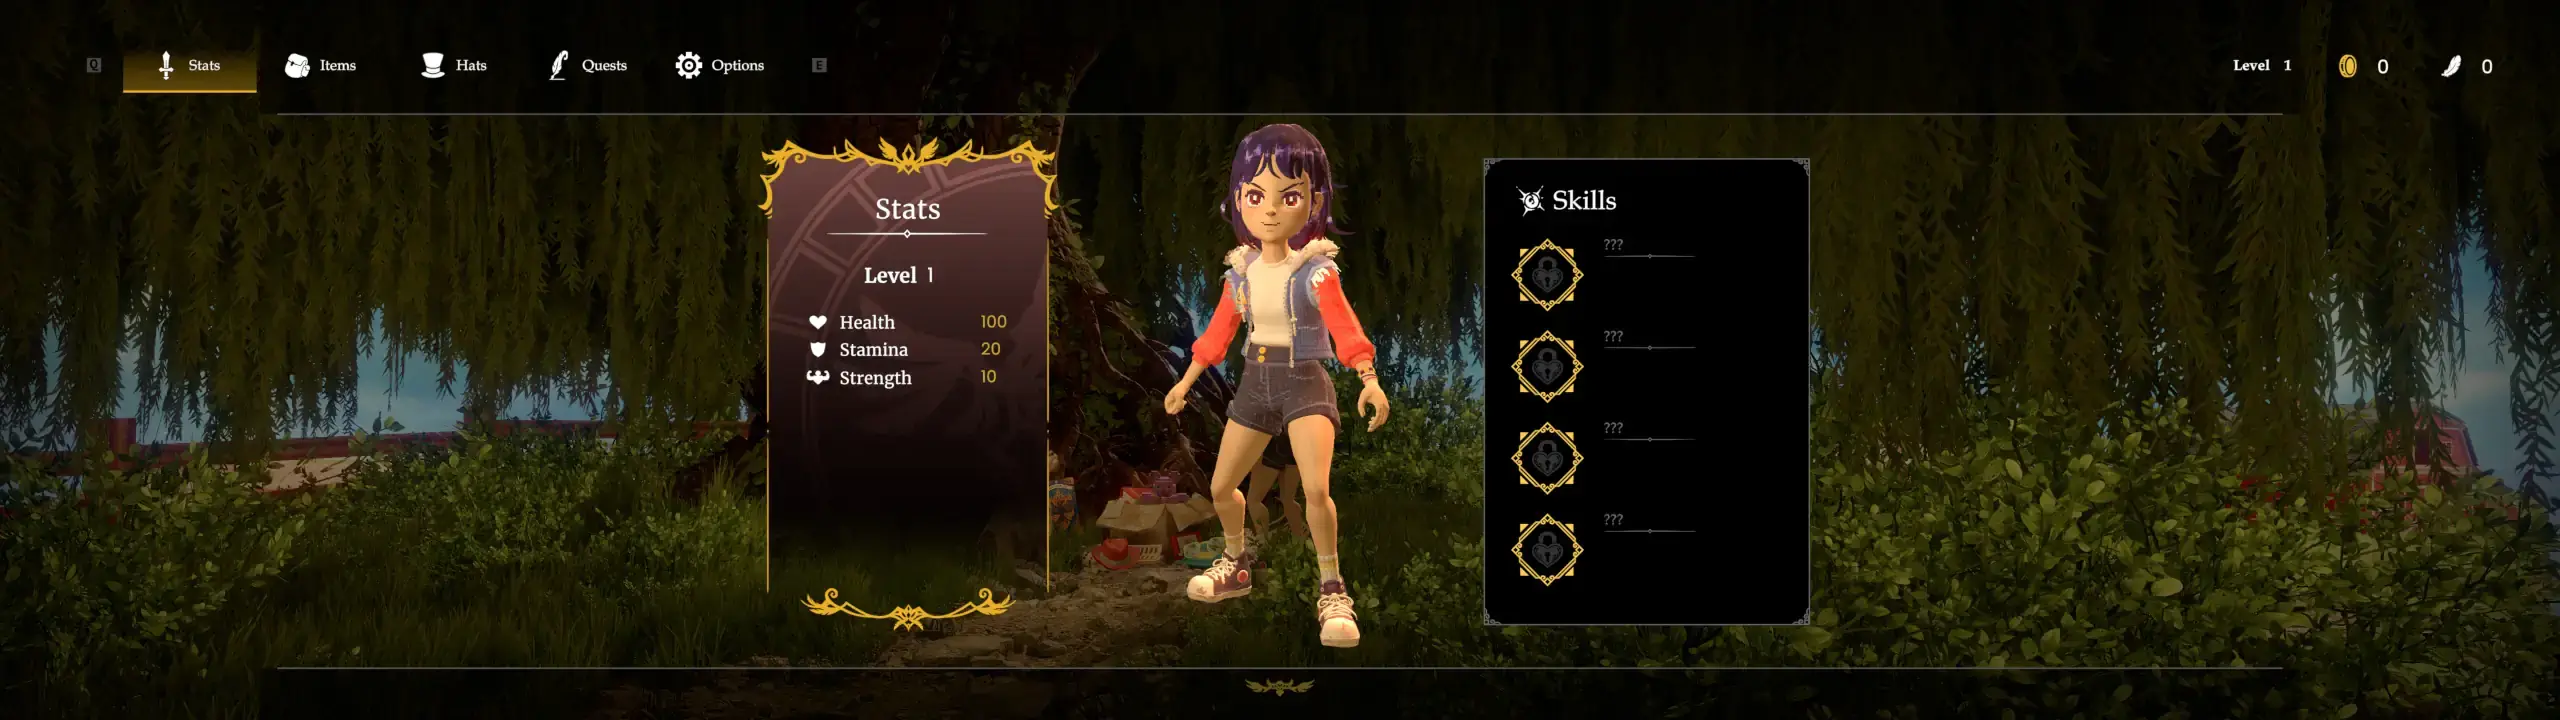 Q Stats Items Hats Quests Options E
Level 1 0 0
Stats
Level 1
Health 100
Stamina 20
Strength 10
Skills
???
???
???
???